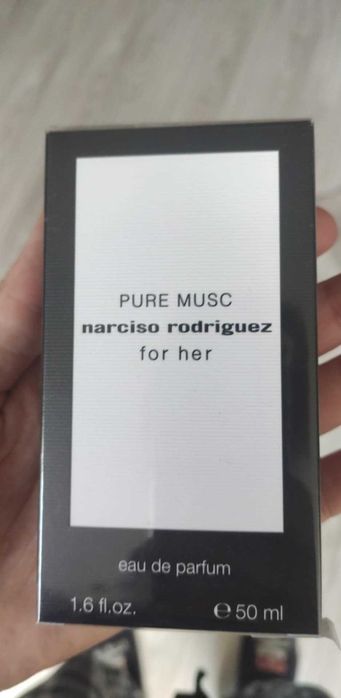 PURE MUSC
narciso rodriguez
for her
eau de parfum
1.6 fl.oz. ℮ 50 ml